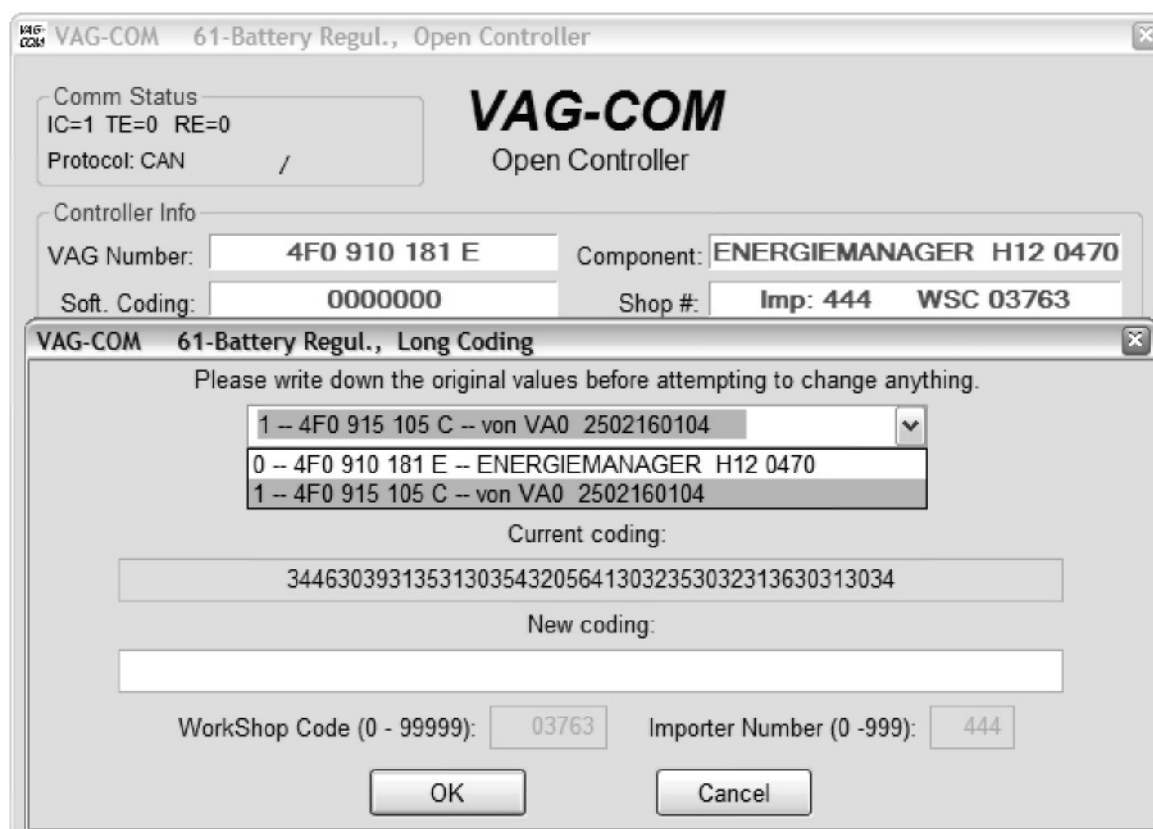 VAG-COM VAG-COM 61-Battery Regul., Open Controller
Comm Status
IC=1 TE=0 RE=0
Protocol: CAN /
VAG-COM
Open Controller
Controller Info
VAG Number: 4F0 910 181 E Component: ENERGIEMANAGER H12 0470
Soft. Coding: 0000000 Shop #: Imp: 444 WSC 03763
VAG-COM 61-Battery Regul., Long Coding
Please write down the original values before attempting to change anything.
1 -- 4F0 915 105 C -- von VA0 2502160104
0 -- 4F0 910 181 E -- ENERGIEMANAGER H12 0470
1 -- 4F0 915 105 C -- von VA0 2502160104
Current coding:
344630393135313035432056413032353032313630313034
New coding:
WorkShop Code (0 - 99999): 03763 Importer Number (0 -999): 444
OK Cancel